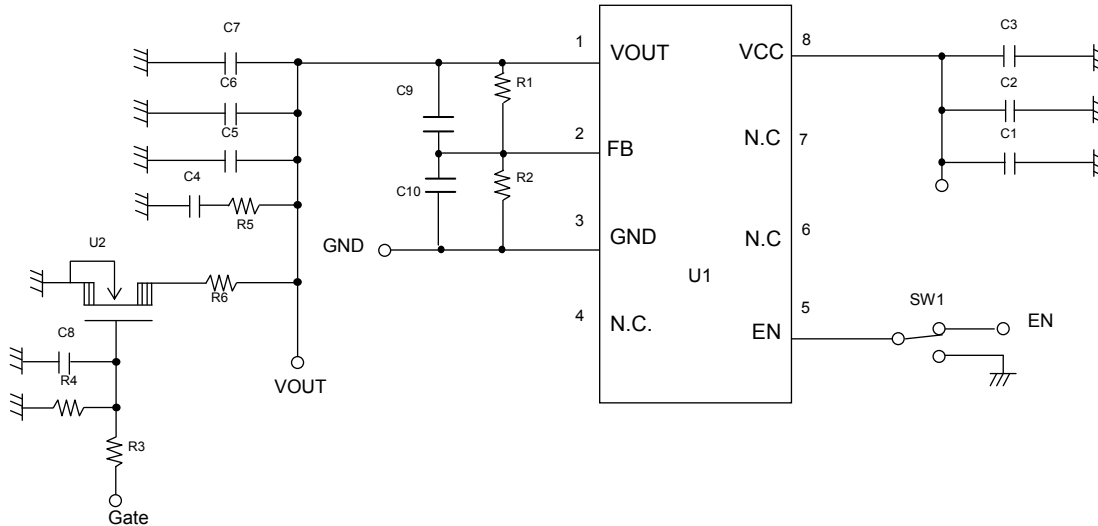 C7
C6
C5
C4
R5
U2
R6
C8
R4
R3
Gate
VOUT
C9
C10
R1
R2
GND
1
2
3
4
VOUT
FB
GND
N.C.
U1
VCC
N.C
N.C
EN
8
7
6
5
C3
C2
C1
SW1
EN